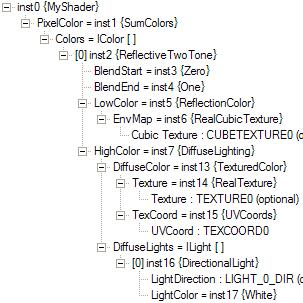 inst0 {MyShader}
PixelColor = inst1 {SumColors}
Colors = IColor [ ]
[0] inst2 {ReflectiveTwoTone}
BlendStart = inst3 {Zero}
BlendEnd = inst4 {One}
LowColor = inst5 {ReflectionColor}
EnvMap = inst6 {RealCubicTexture}
Cubic Texture : CUBETEXTURE0 (o
HighColor = inst7 {DiffuseLighting}
DiffuseColor = inst13 {TexturedColor}
Texture = inst14 {RealTexture}
Texture : TEXTURE0 (optional)
TexCoord = inst15 {UVCoords}
UVCoord : TEXCOORD0
DiffuseLights = ILight [ ]
[0] inst16 {DirectionalLight}
LightDirection : LIGHT_0_DIR (o
LightColor = inst17 {White}